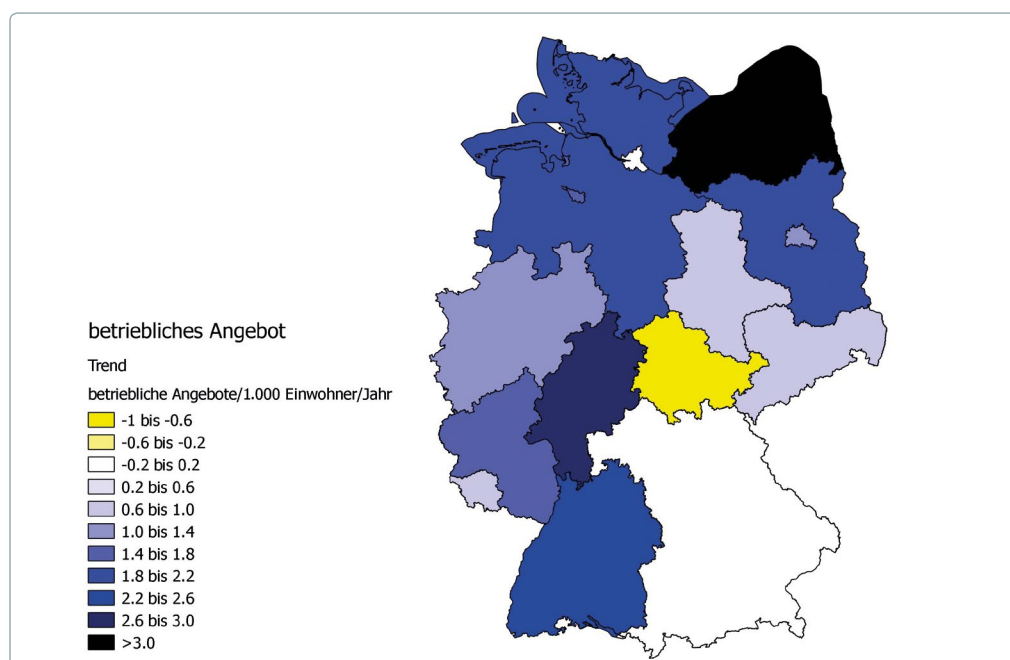 betriebliches Angebot
Trend
betriebliche Angebote/1.000 Einwohner/Jahr
-1 bis -0.6
-0.6 bis -0.2
-0.2 bis 0.2
0.2 bis 0.6
0.6 bis 1.0
1.0 bis 1.4
1.4 bis 1.8
1.8 bis 2.2
2.2 bis 2.6
2.6 bis 3.0
>3.0